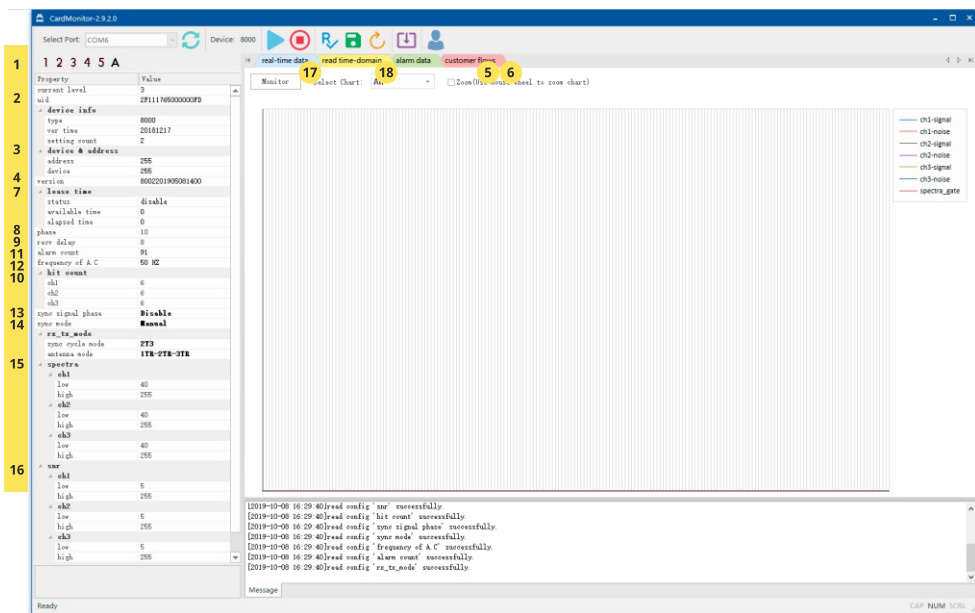 CardMonitor-2.9.2.0
Select Port: COM6 Device: 8000
1 1 2 3 4 5 A
real-time data read time-domain alarm data customer flows
17 18 5 6
Monitor Select Chart: Zoom(Use mouse wheel to zoom chart)
Property Value
current level 3
2 uid 2F111765000000FD
device info
type 8000
var time 20181217
setting count 2
3 device & address
address 255
device 255
4 version 8002201905081400
7 lease time
status disable
available time 0
elapsed time 0
8 phase 10
9 recv delay 8
11 alarm count 91
12 frequency of A.C 50 HZ
10 hit count
ch1 6
ch2 6
ch3 6
13 sync signal phase Disable
14 sync mode Manual
rx_tx_mode
sync cycle mode 2T3
antenna mode 1TR-2TR-3TR
15 spectra
ch1
low 40
high 255
ch2
low 40
high 255
ch3
low 40
high 255
16 snr
ch1
low 5
high 255
ch2
low 5
high 255
ch3
low 5
high 255
ch1-signal
ch1-noise
ch2-signal
ch2-noise
ch3-signal
ch3-noise
spectra_gate
[2019-10-08 16:29:40]read config 'snr' successfully.
[2019-10-08 16:29:40]read config 'hit count' successfully.
[2019-10-08 16:29:40]read config 'sync signal phase' successfully.
[2019-10-08 16:29:40]read config 'sync mode' successfully.
[2019-10-08 16:29:40]read config 'frequency of A.C' successfully.
[2019-10-08 16:29:40]read config 'alarm count' successfully.
[2019-10-08 16:29:40]read config 'rx_tx_mode' successfully.
Message
Ready CAP NUM SCRL